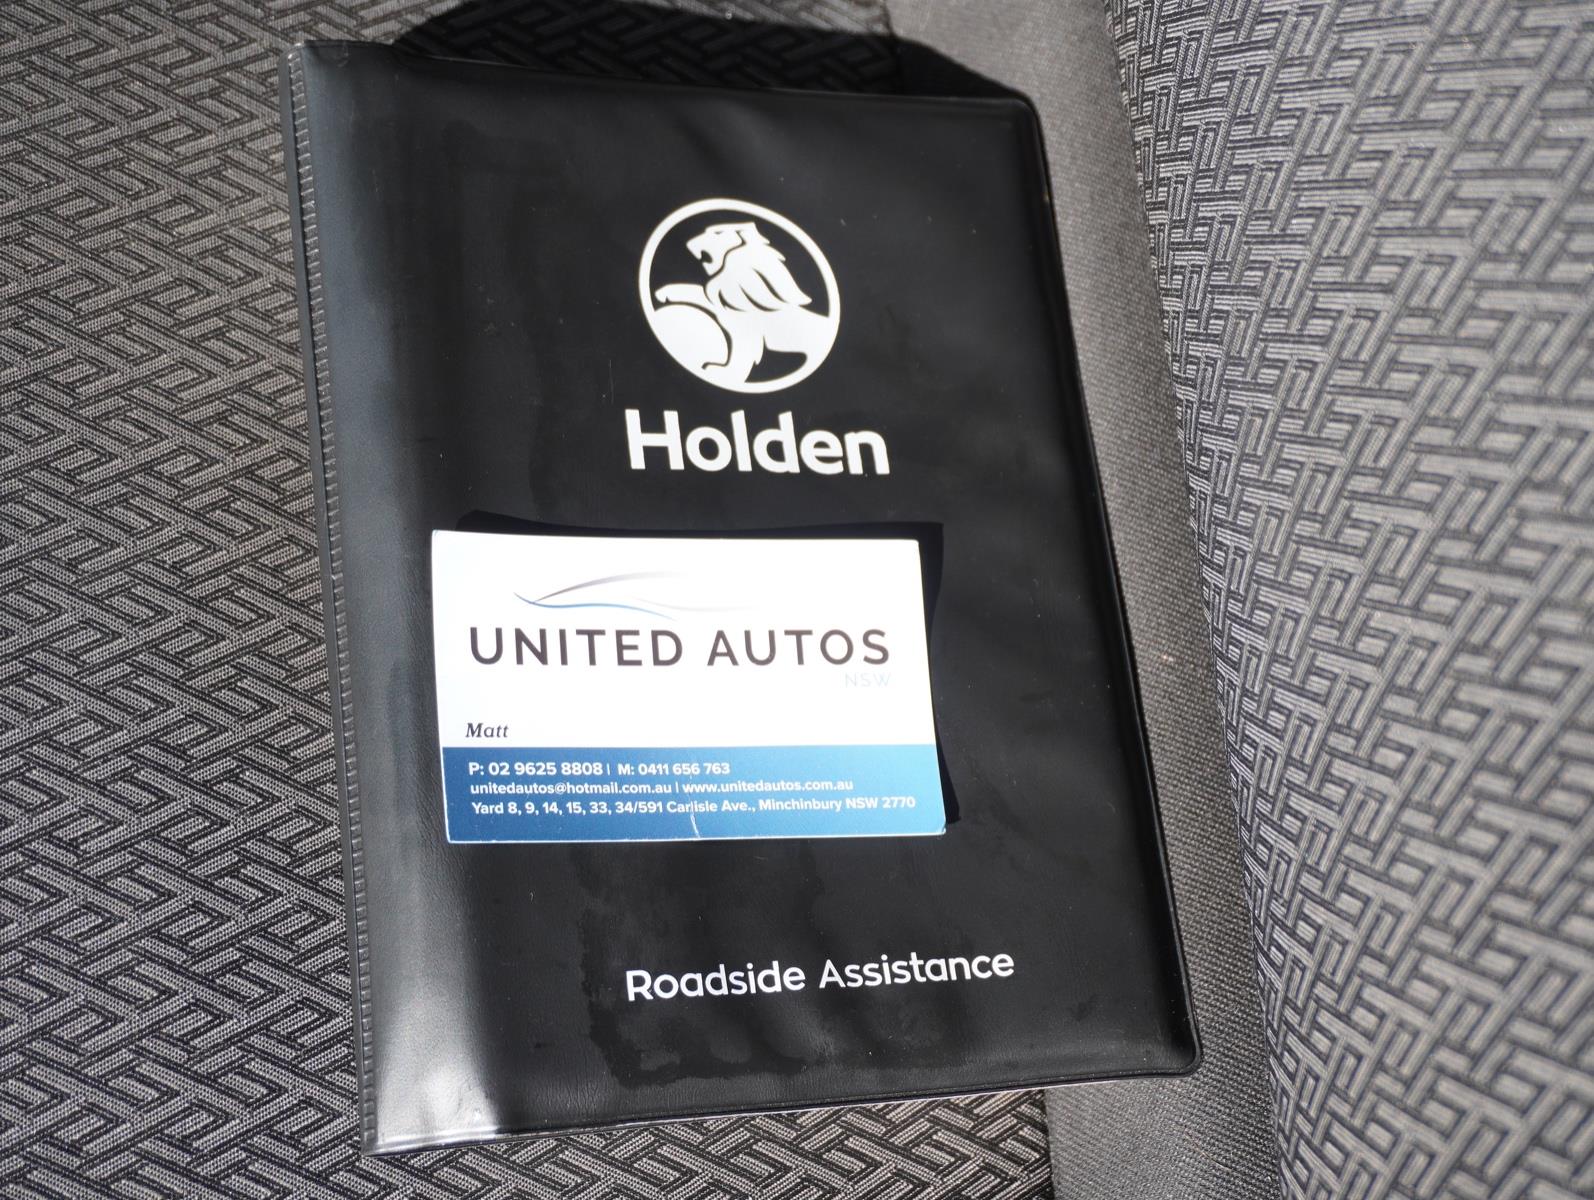 Holden
UNITED AUTOS
NSW
Matt
P: 02 9625 8808 | M: 0411 656 763
unitedautos@hotmail.com.au | www.unitedautos.com.au
Yard 8, 9, 14, 15, 33, 34/591 Carlisle Ave., Minchinbury NSW 2770
Roadside Assistance